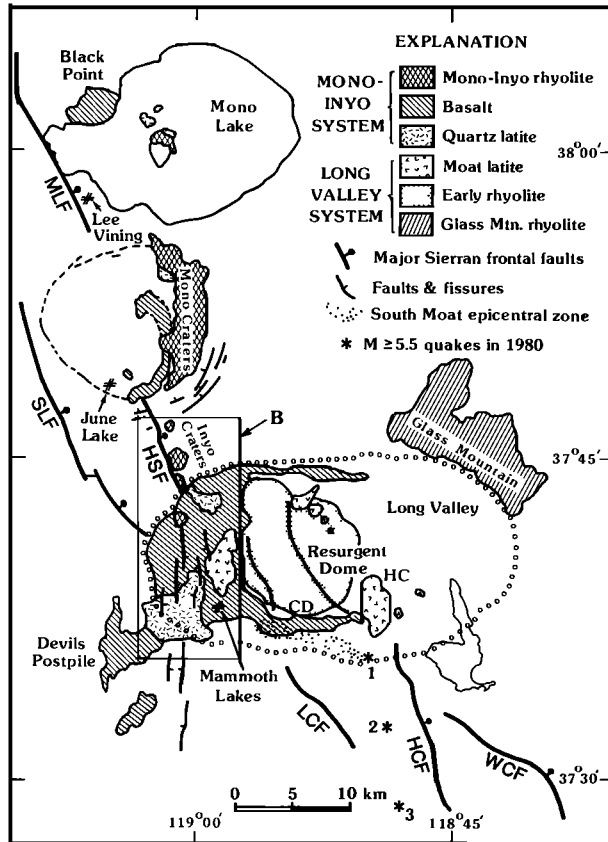 Black
Point
Mono
Lake
MLF
Lee
Vining
Mono Craters
SLF
June
Lake
HSF
Inyo
Craters
B
Glass Mountain
Long Valley
Resurgent
Dome
HC
CD
Devils
Postpile
Mammoth
Lakes
LCF
HCF
WCF
1
2
3
EXPLANATION
MONO-
INYO
SYSTEM
Mono-Inyo rhyolite
Basalt
Quartz latite
LONG
VALLEY
SYSTEM
Moat latite
Early rhyolite
Glass Mtn. rhyolite
Major Sierran frontal faults
Faults & fissures
South Moat epicentral zone
* M ≥5.5 quakes in 1980
38°00'
37°45'
37°30'
0 5 10 km
119°00'
118°45'